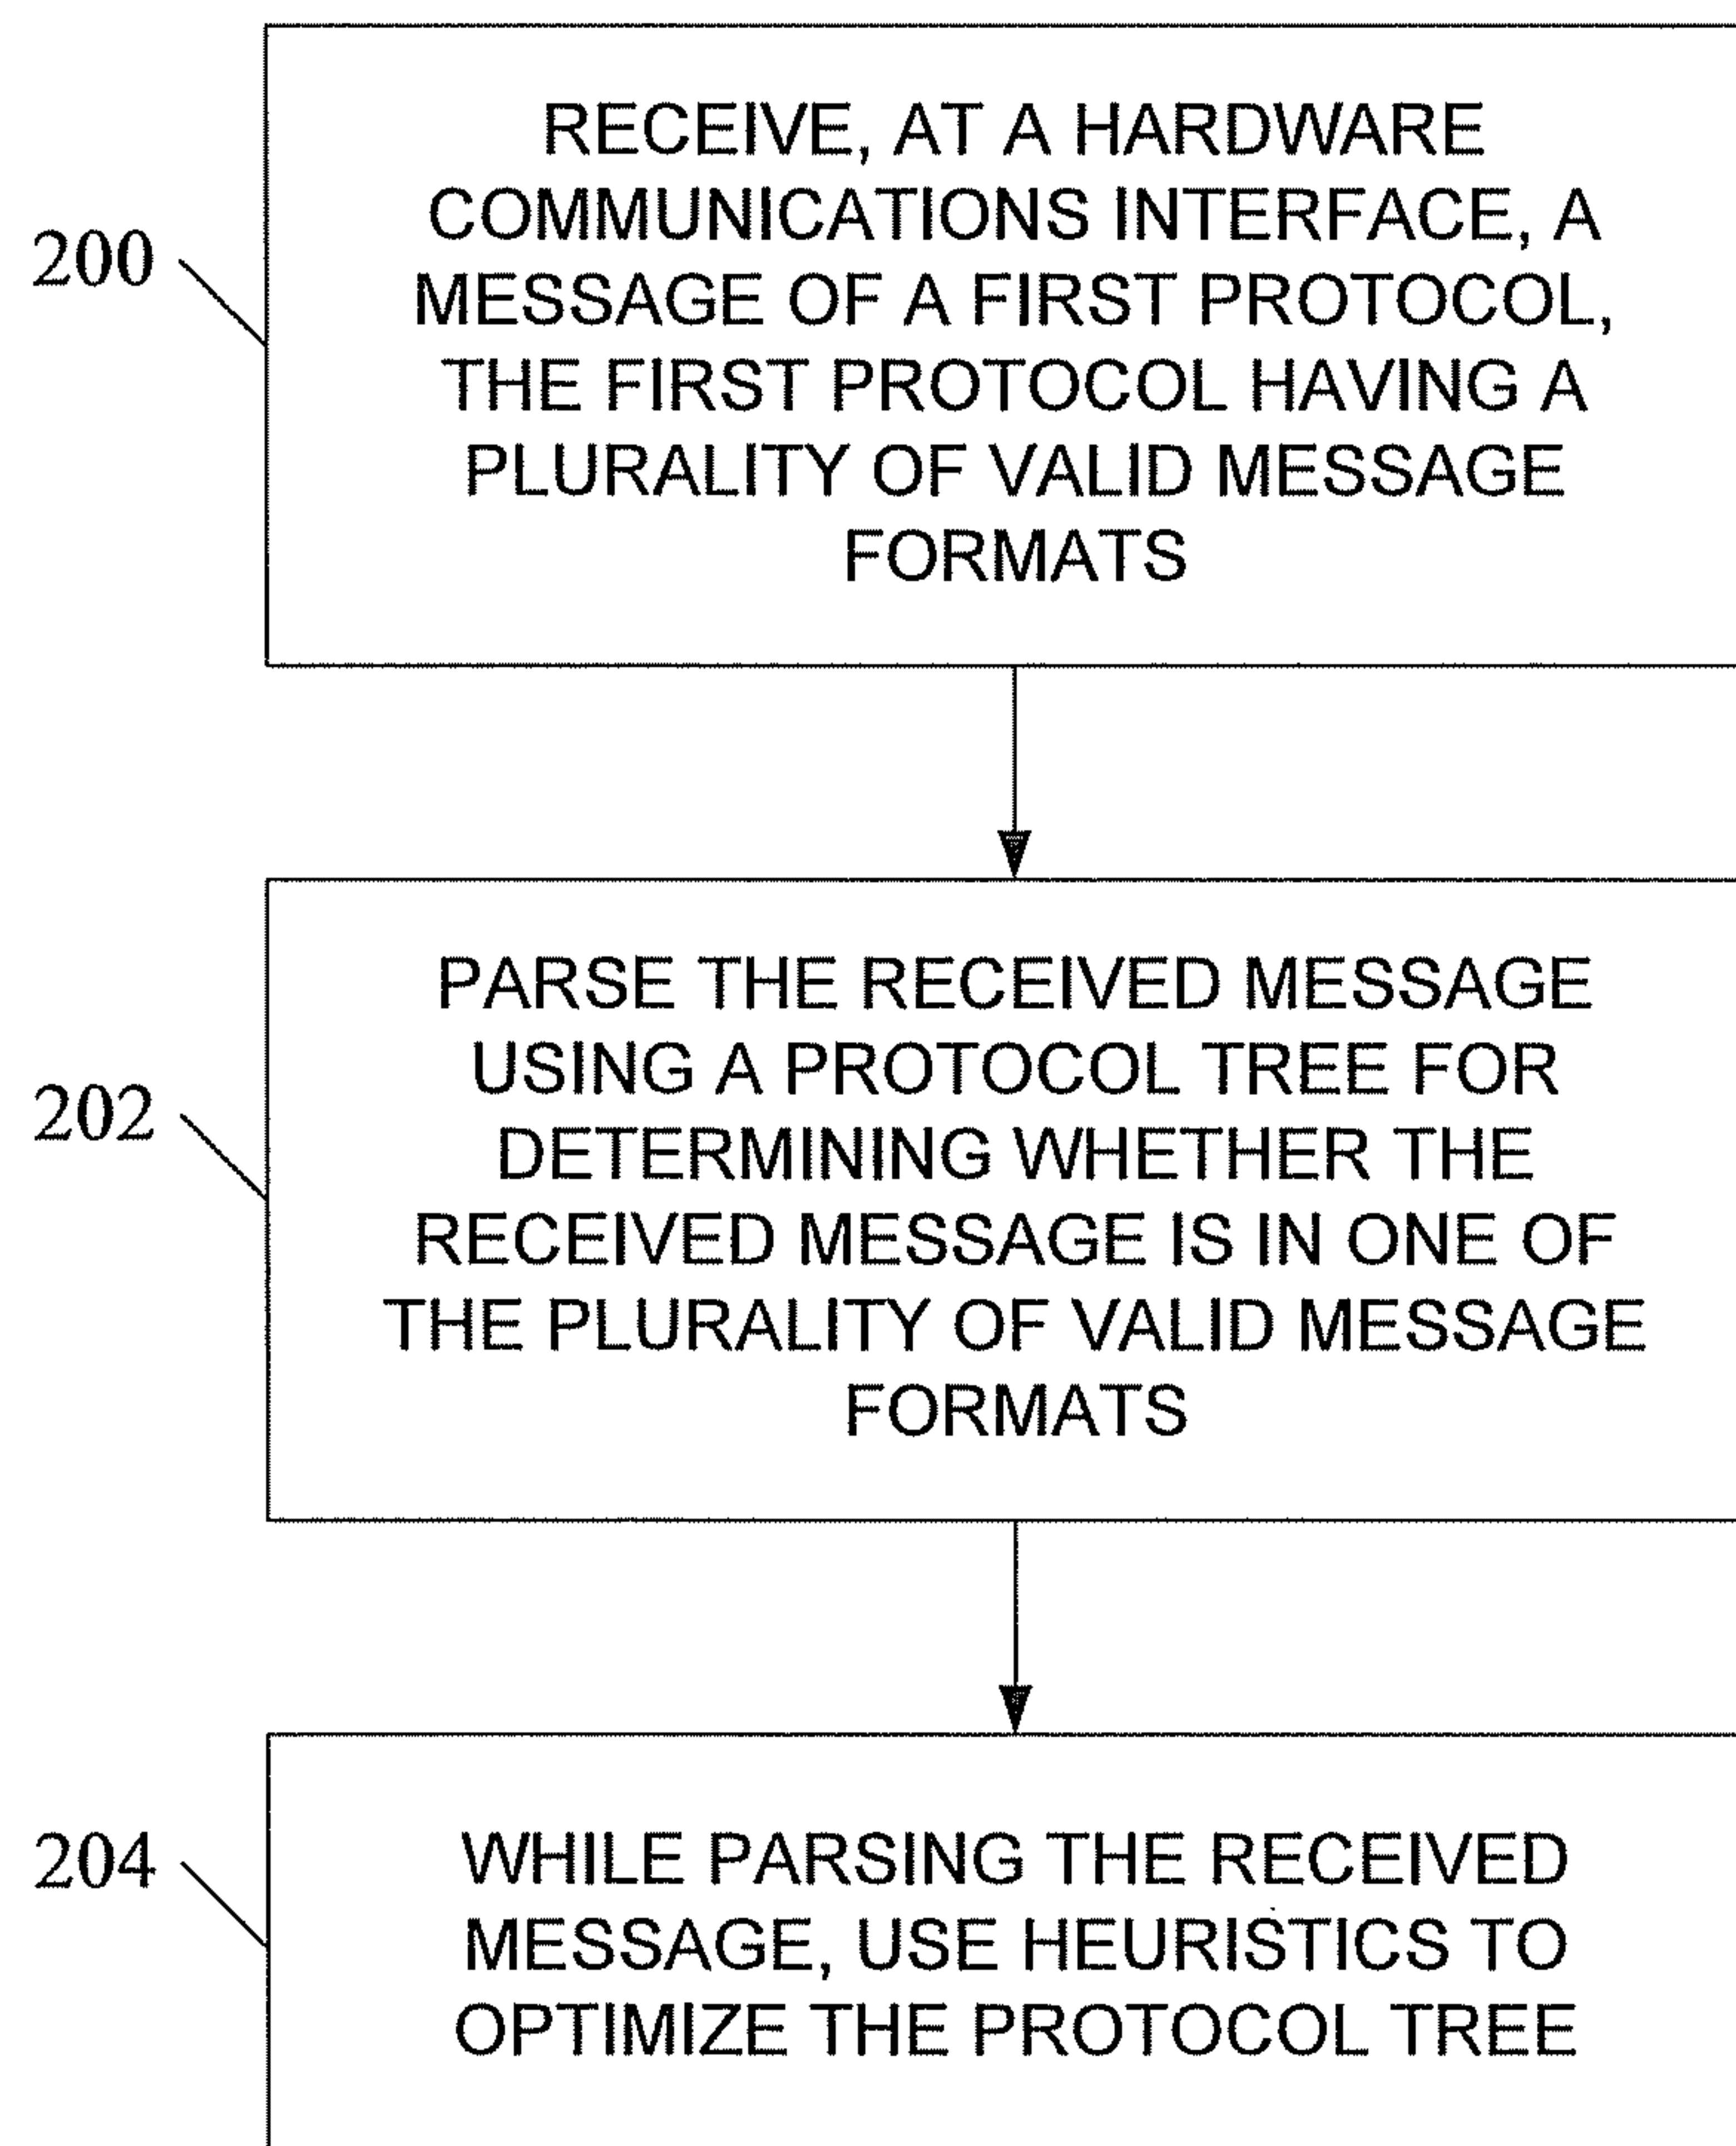 RECEIVE, AT A HARDWARE
COMMUNICATIONS INTERFACE, A
200
MESSAGE OF A FIRST PROTOCOL,
THE FIRST PROTOCOL HAVING A
PLURALITY OF VALID MESSAGE
FORMATS
PARSE THE RECEIVED MESSAGE
USING A PROTOCOL TREE FOR
202
DETERMINING WHETHER THE
RECEIVED MESSAGE IS IN ONE OF
THE PLURALITY OF VALID MESSAGE
FORMATS
204
WHILE PARSING THE RECEIVED
MESSAGE, USE HEURISTICS TO
OPTIMIZE THE PROTOCOL TREE